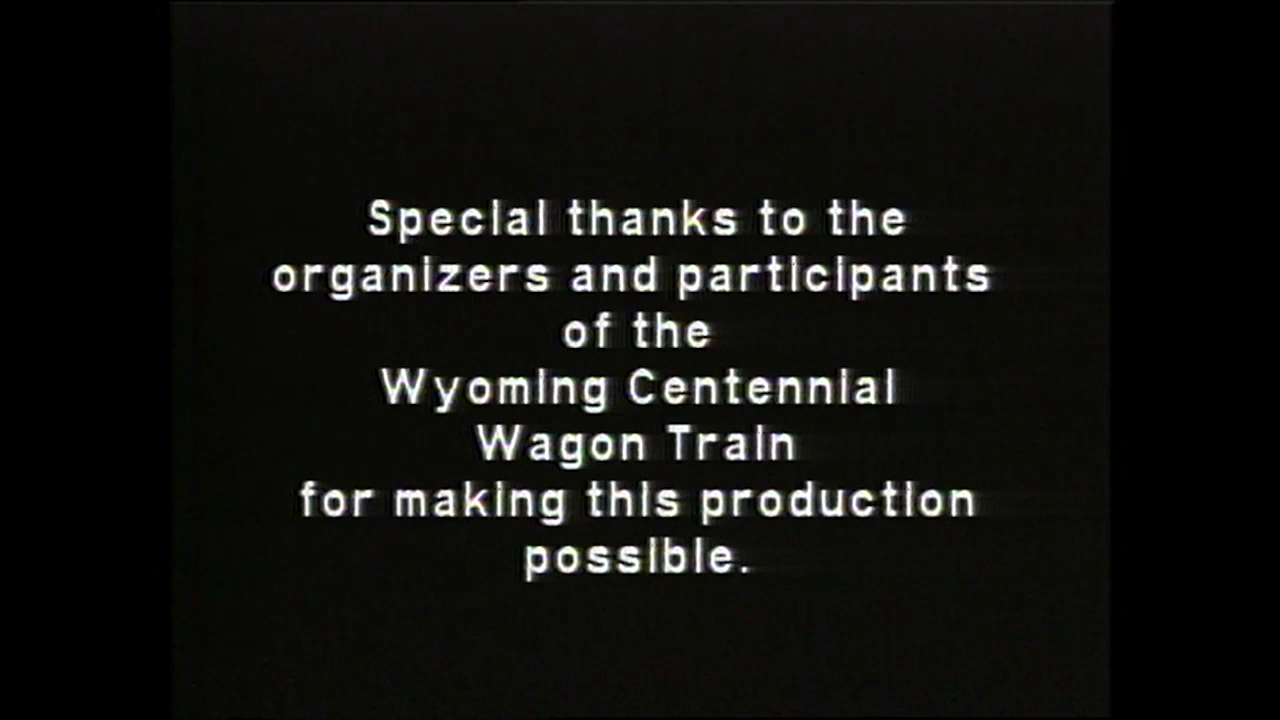 Special thanks to the
organizers and participants
of the
Wyoming Centennial
Wagon Train
for making this production
possible.